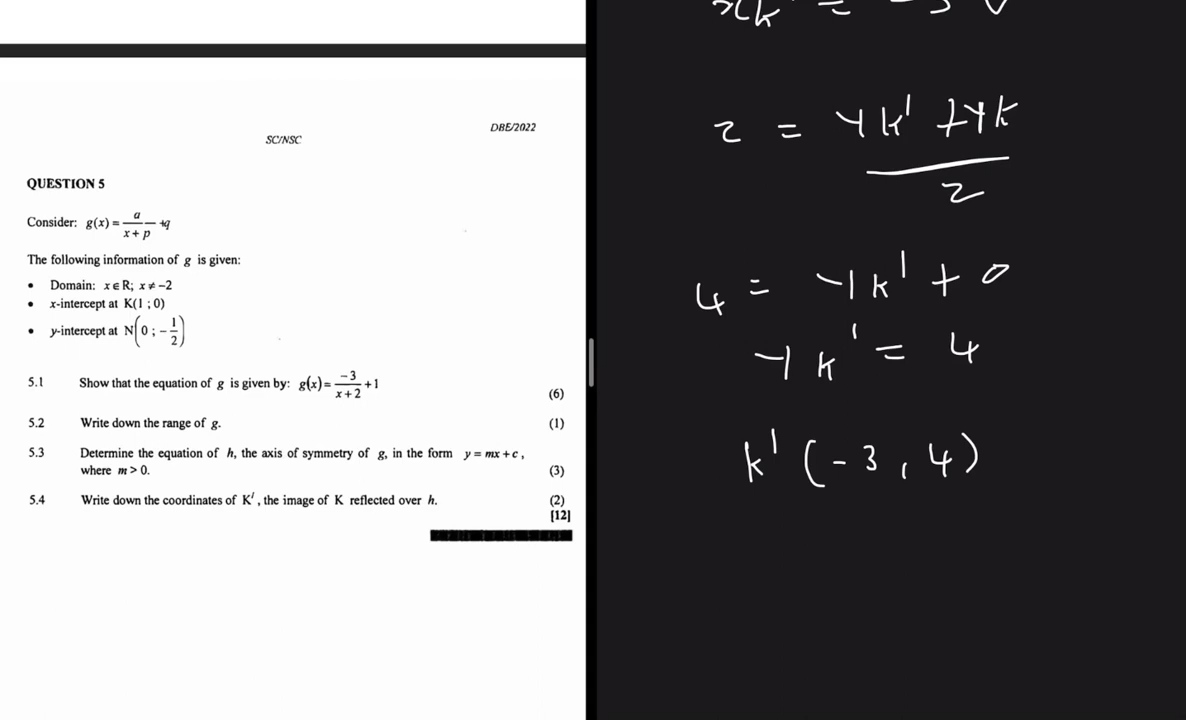 DBE/2022
SC/NSC
QUESTION 5
Consider: g(x) = a/(x + p) + q
The following information of g is given:
• Domain: x ∈ R; x ≠ −2
• x-intercept at K(1 ; 0)
• y-intercept at N(0 ; −1/2)
5.1 Show that the equation of g is given by: g(x) = −3/(x + 2) + 1 (6)
5.2 Write down the range of g. (1)
5.3 Determine the equation of h, the axis of symmetry of g, in the form y = mx + c,
where m > 0. (3)
5.4 Write down the coordinates of K′, the image of K reflected over h. (2)
[12]
2 = yk' + yk
2
4 = yk' + 0
yk' = 4
k' (-3, 4)